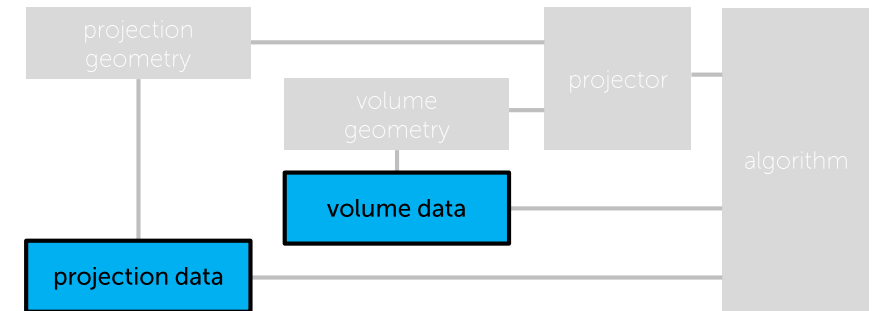 projection
geometry
projector
volume
geometry
algorithm
volume data
projection data